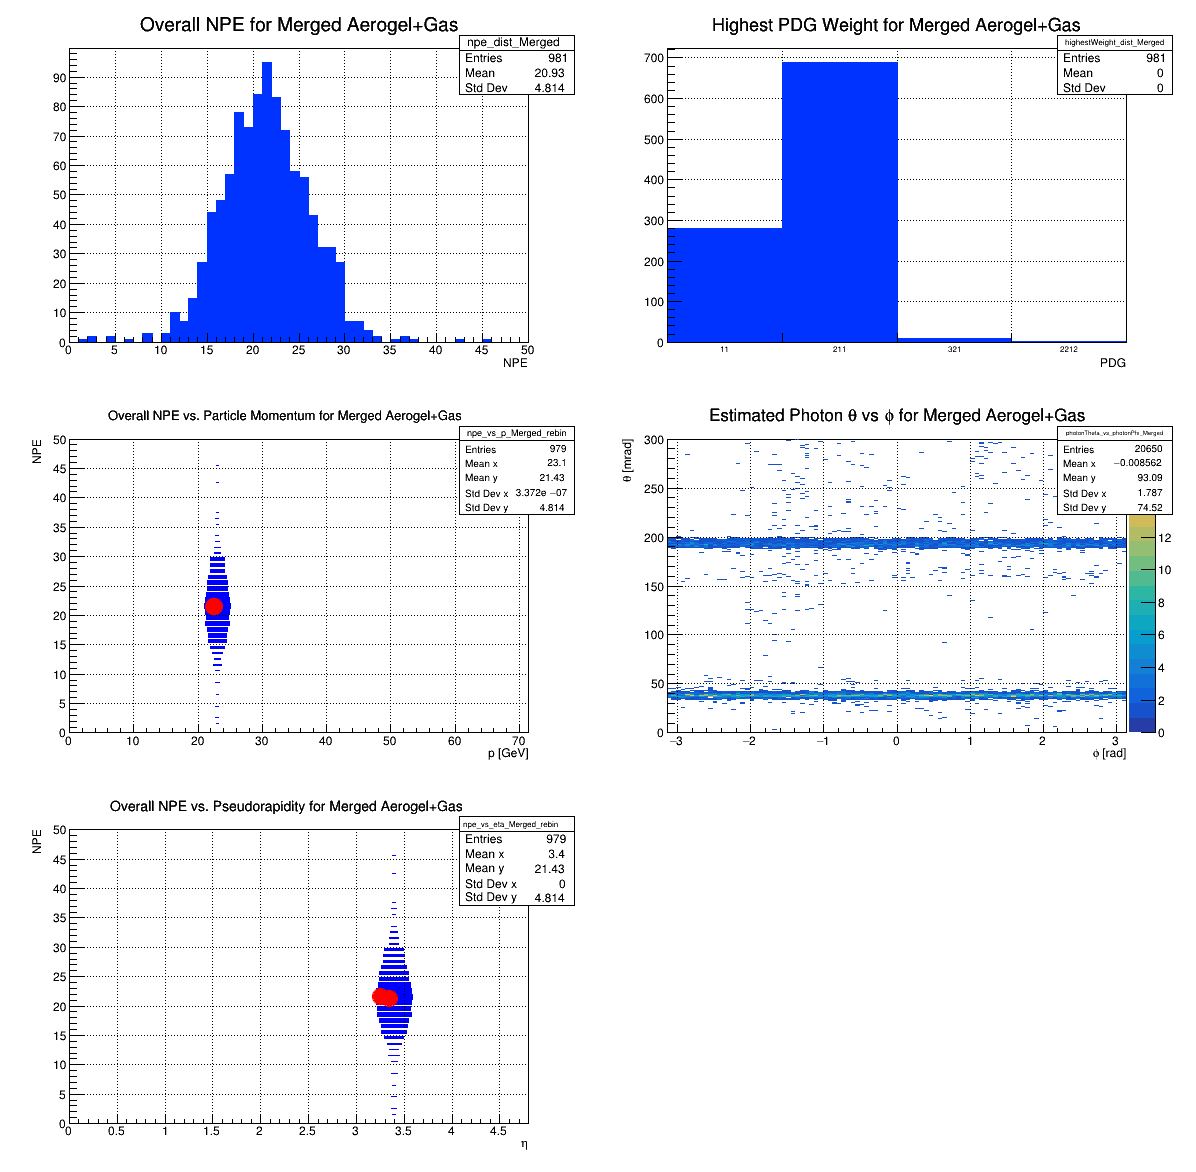 Overall NPE for Merged Aerogel+Gas
npe_dist_Merged
Entries 981
Mean 20.93
Std Dev 4.814
90
80
70
60
50
40
30
20
10
0
0 5 10 15 20 25 30 35 40 45 50
NPE
Highest PDG Weight for Merged Aerogel+Gas
highestWeight_dist_Merged
Entries 981
Mean 0
Std Dev 0
700
600
500
400
300
200
100
0
11 211 321 2212
PDG
Overall NPE vs. Particle Momentum for Merged Aerogel+Gas
npe_vs_p_Merged_rebin
Entries 979
Mean x 23.1
Mean y 21.43
Std Dev x 3.372e −07
Std Dev y 4.814
NPE
50
45
40
35
30
25
20
15
10
5
0
0 10 20 30 40 50 60 70
p [GeV]
Estimated Photon θ vs ϕ for Merged Aerogel+Gas
photonTheta_vs_photonPhi_Merged
Entries 20650
Mean x −0.008562
Mean y 93.09
Std Dev x 1.787
Std Dev y 74.52
θ [mrad]
300
250
200
150
100
50
0
−3 −2 −1 0 1 2 3
ϕ [rad]
12
10
8
6
4
2
0
Overall NPE vs. Pseudorapidity for Merged Aerogel+Gas
npe_vs_eta_Merged_rebin
Entries 979
Mean x 3.4
Mean y 21.43
Std Dev x 0
Std Dev y 4.814
NPE
50
45
40
35
30
25
20
15
10
5
0
0 0.5 1 1.5 2 2.5 3 3.5 4 4.5
η